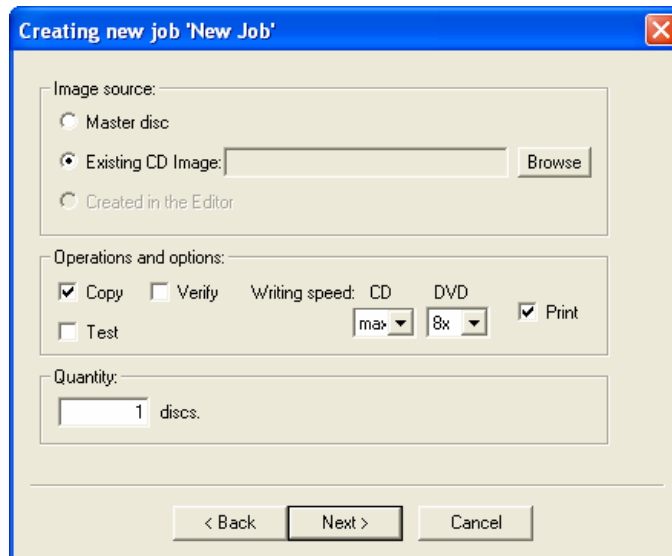 Creating new job 'New Job'
Image source:
Master disc
Existing CD Image: Browse
Created in the Editor
Operations and options:
Copy Verify Writing speed: CD DVD
max 8x Print
Test
Quantity:
1 discs.
< Back Next > Cancel